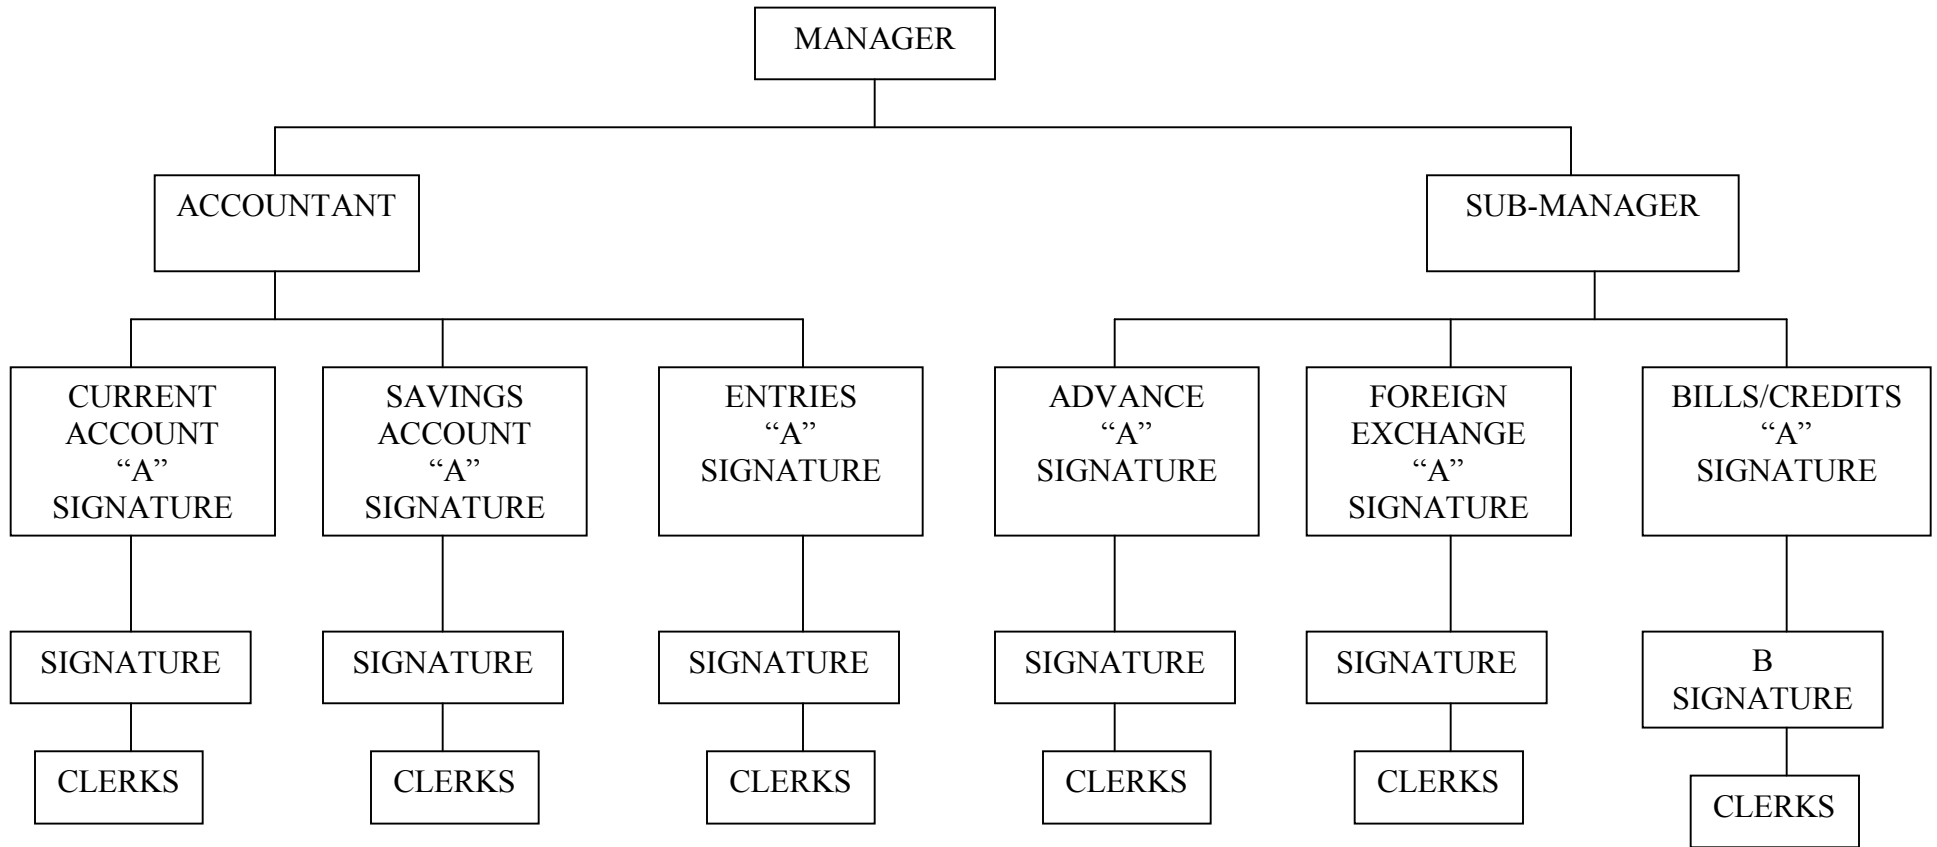 MANAGER
ACCOUNTANT
SUB-MANAGER
CURRENT
ACCOUNT
“A”
SIGNATURE
SAVINGS
ACCOUNT
“A”
SIGNATURE
ENTRIES
“A”
SIGNATURE
ADVANCE
“A”
SIGNATURE
FOREIGN
EXCHANGE
“A”
SIGNATURE
BILLS/CREDITS
“A”
SIGNATURE
SIGNATURE
SIGNATURE
SIGNATURE
SIGNATURE
SIGNATURE
B
SIGNATURE
CLERKS
CLERKS
CLERKS
CLERKS
CLERKS
CLERKS